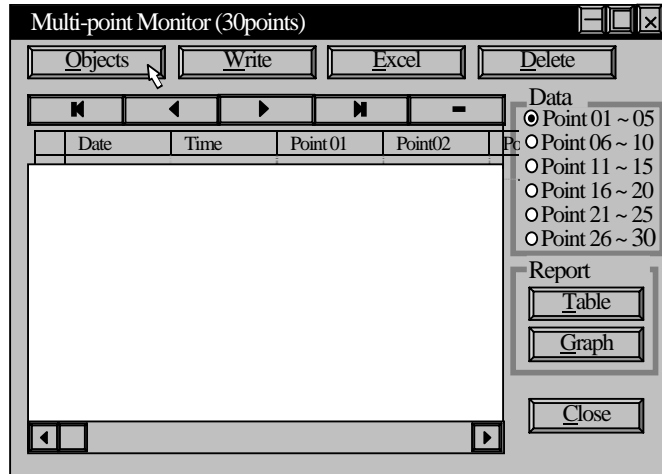 Multi-point Monitor (30points)
Objects Write Excel Delete
Data
Point 01 ~ 05
Date Time Point 01 Point02 Po
Point 06 ~ 10
Point 11 ~ 15
Point 16 ~ 20
Point 21 ~ 25
Point 26 ~ 30
Report
Table
Graph
Close